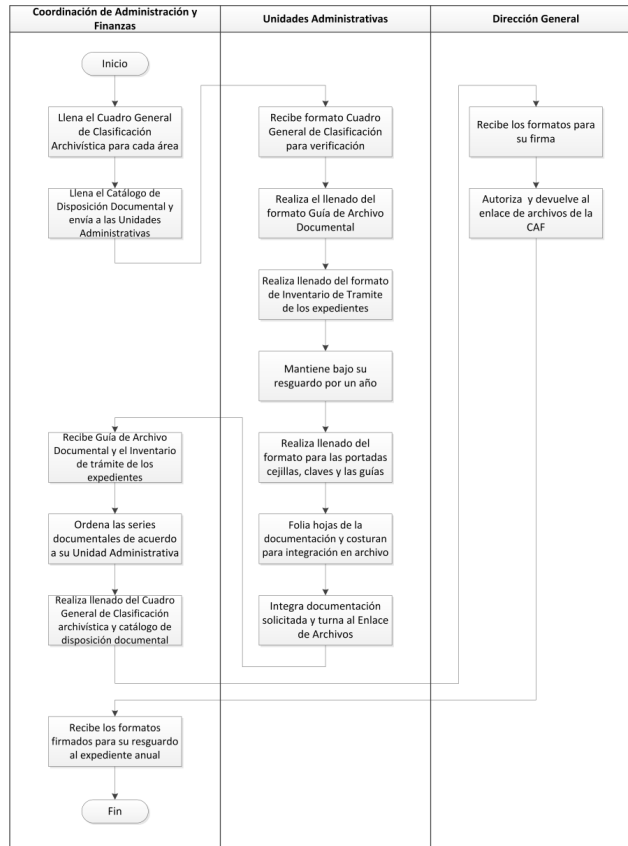 Coordinación de Administración y
Finanzas
Unidades Administrativas
Dirección General
Inicio
Llena el Cuadro General
de Clasificación
Archivística para cada área
Llena el Catálogo de
Disposición Documental y
envía a las Unidades
Administrativas
Recibe formato Cuadro
General de Clasificación
para verificación
Realiza el llenado del
formato Guía de Archivo
Documental
Realiza llenado del formato
de Inventario de Tramite
de los expedientes
Mantiene bajo su
resguardo por un año
Realiza llenado del
formato para las portadas
cejillas, claves y las guías
Folia hojas de la
documentación y costuran
para integración en archivo
Integra documentación
solicitada y turna al Enlace
de Archivos
Recibe Guía de Archivo
Documental y el Inventario
de trámite de los
expedientes
Ordena las series
documentales de acuerdo
a su Unidad Administrativa
Realiza llenado del Cuadro
General de Clasificación
archivística y catálogo de
disposición documental
Recibe los formatos para
su firma
Autoriza y devuelve al
enlace de archivos de la
CAF
Recibe los formatos
firmados para su resguardo
al expediente anual
Fin